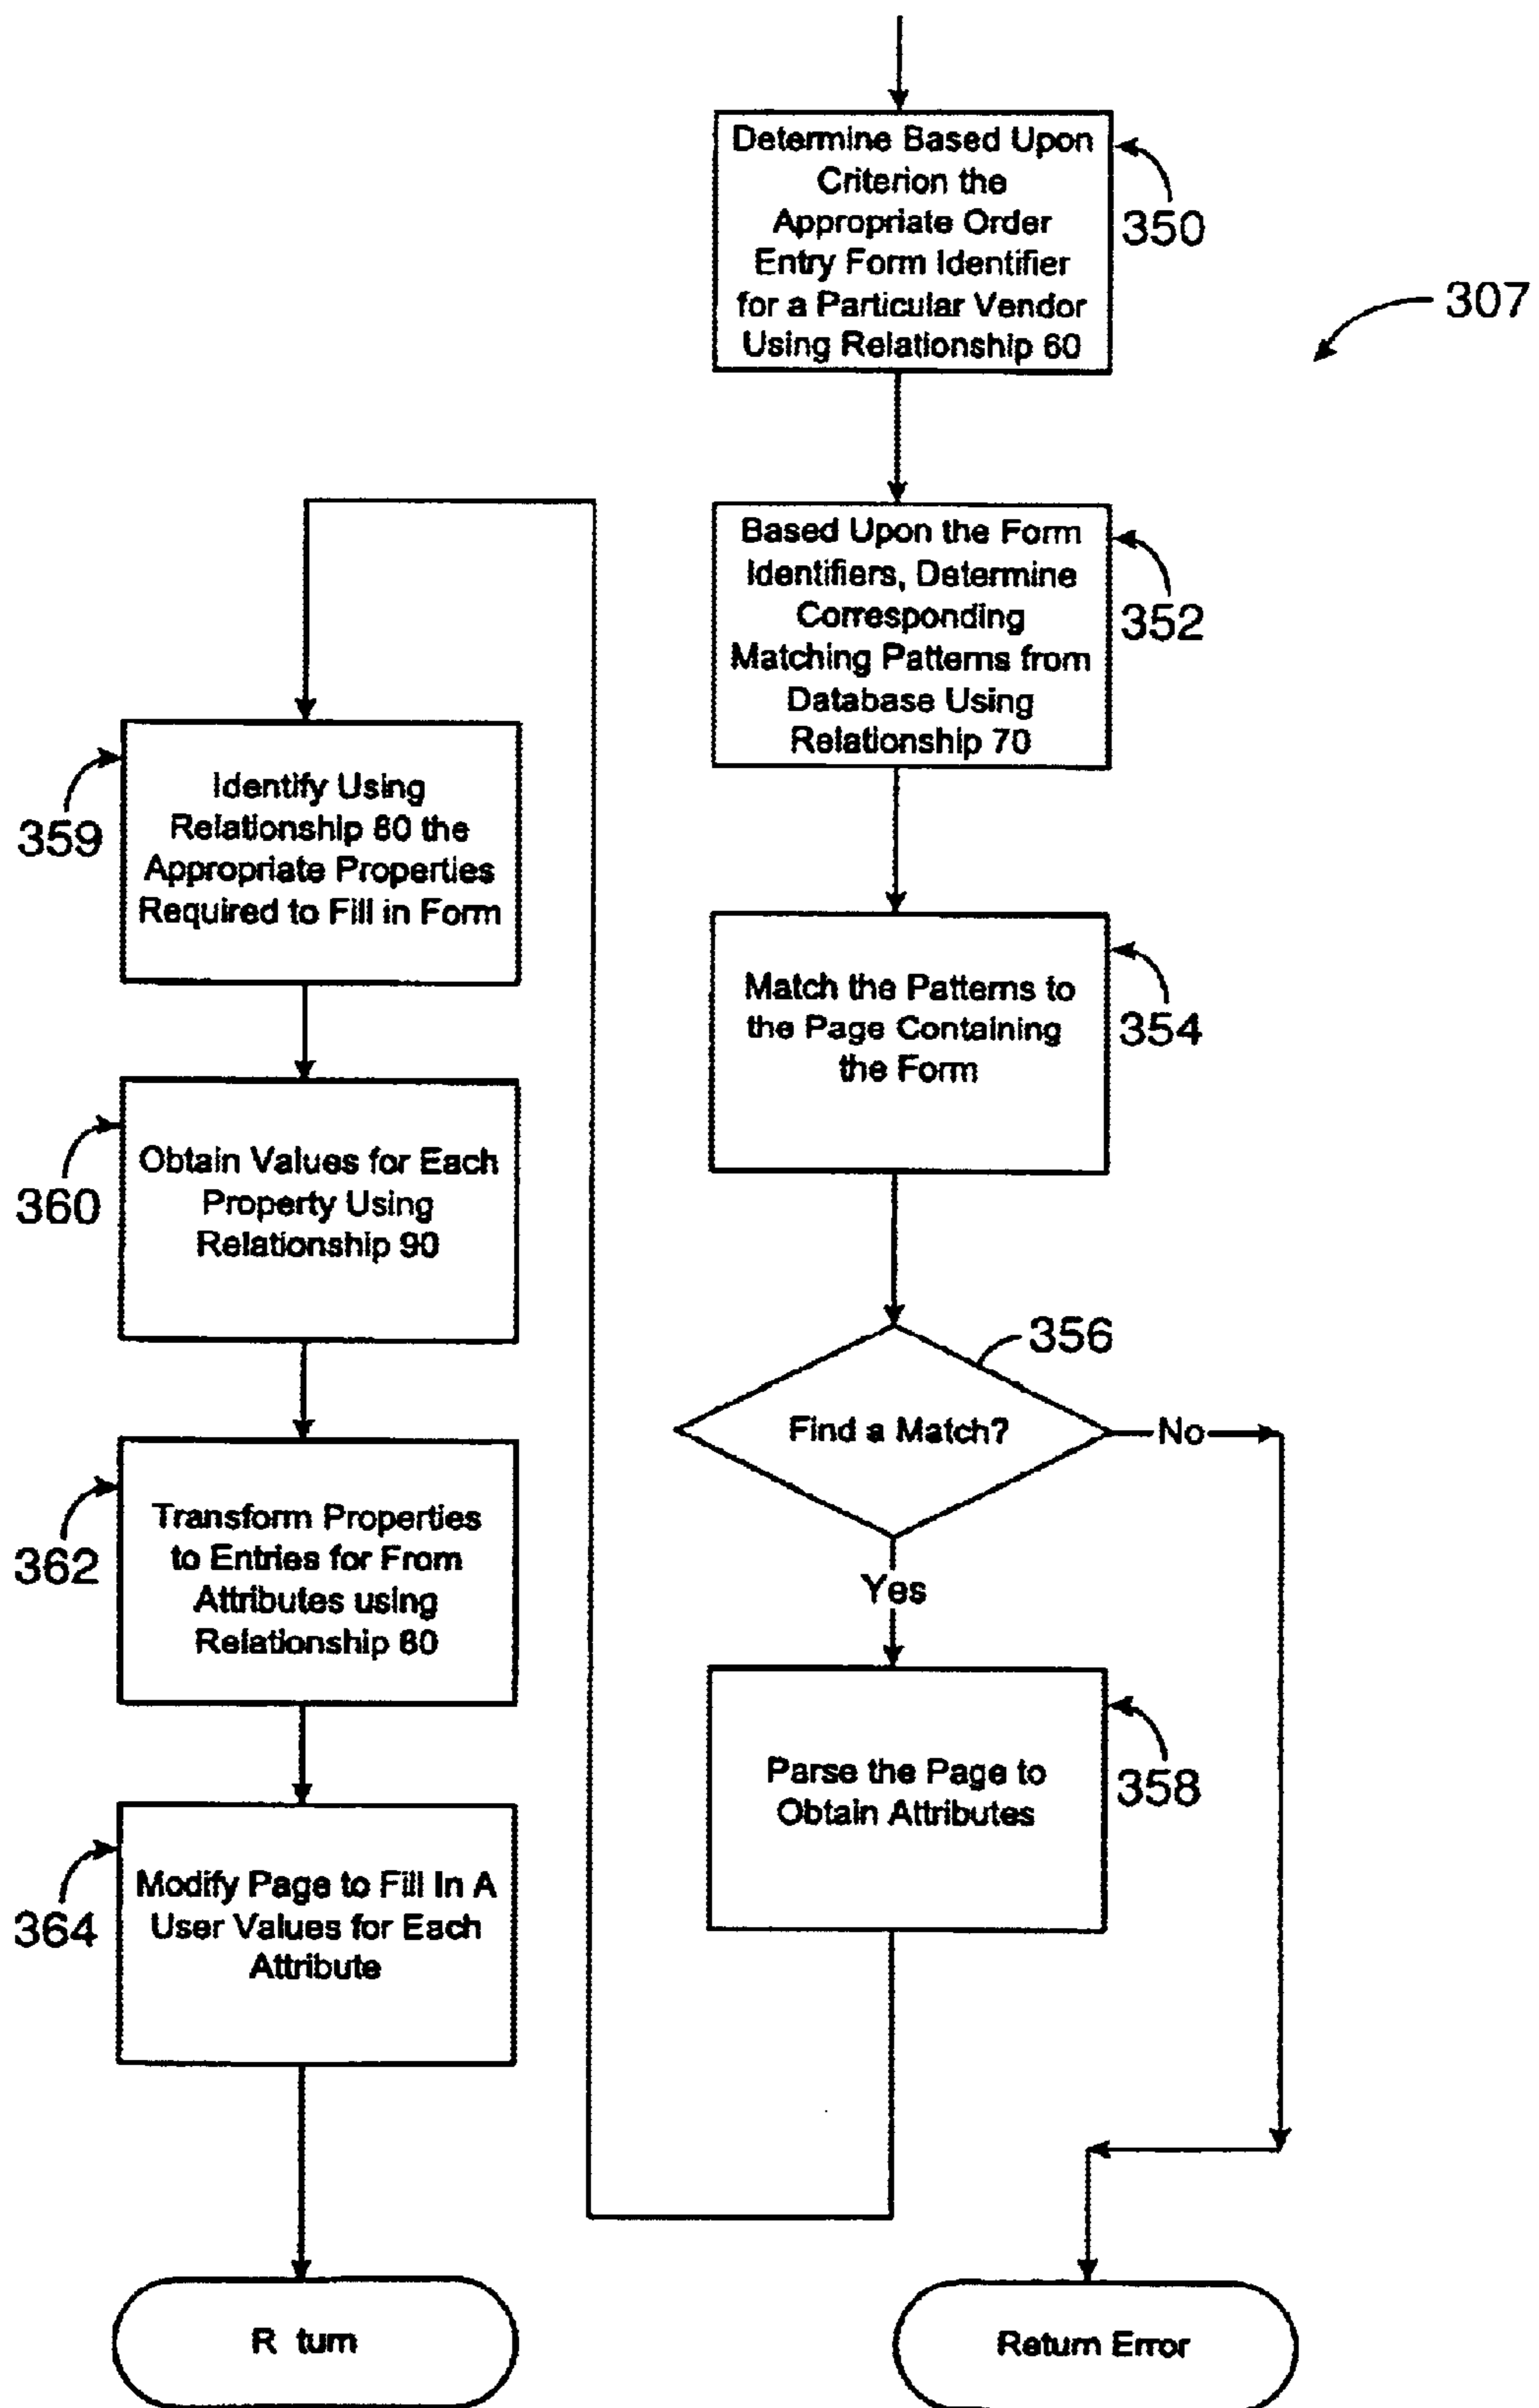 Determine Based Upon
Criterion the
Appropriate Order
Entry Form Identifier
for a Particular Vendor
Using Relationship 60
350
307
Based Upon the Form
Identifiers, Determine
Corresponding
Matching Patterns from
Database Using
Relationship 70
352
Match the Patterns to
the Page Containing
the Form
354
Find a Match?
356
No
Yes
Parse the Page to
Obtain Attributes
358
Return Error
Identify Using
Relationship 80 the
Appropriate Properties
Required to Fill in Form
359
Obtain Values for Each
Property Using
Relationship 90
360
Transform Properties
to Entries for From
Attributes using
Relationship 80
362
Modify Page to Fill In A
User Values for Each
Attribute
364
R turn